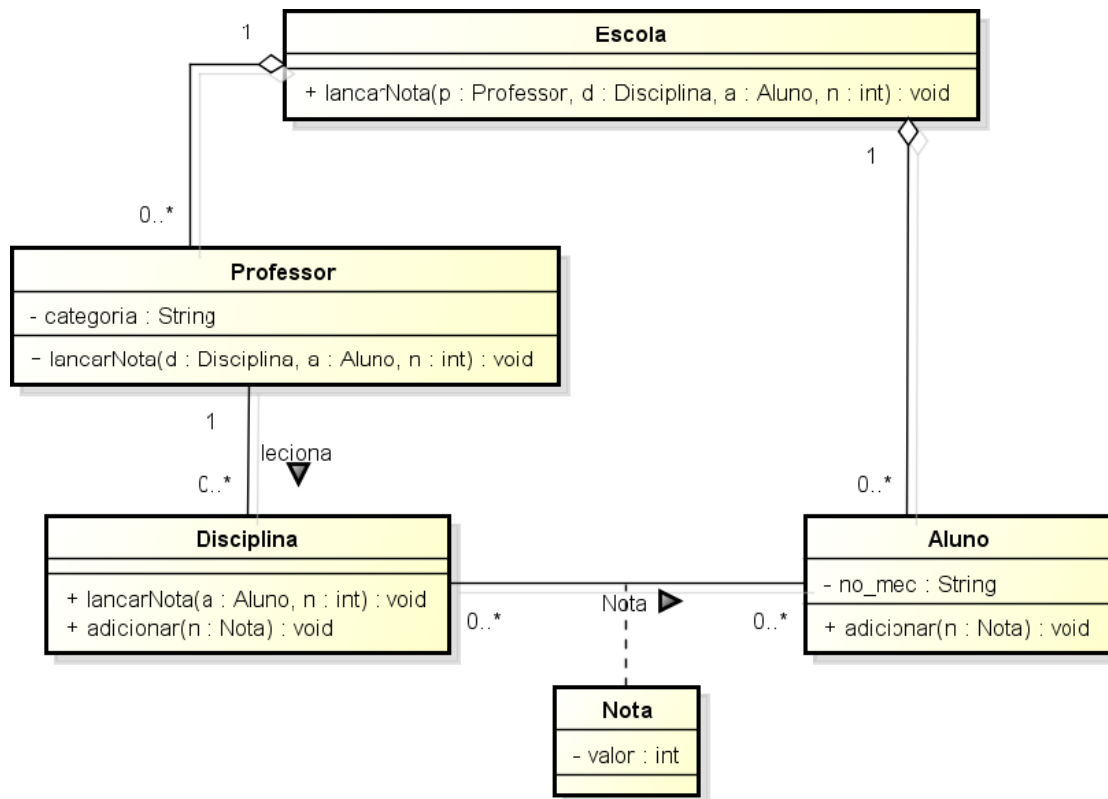 1
Escola
+ lancarNota(p : Professor, d : Disciplina, a : Aluno, n : int) : void
1
0..*
Professor
- categoria : String
- lancarNota(d : Disciplina, a : Aluno, n : int) : void
1
leciona
0..*
0..*
Disciplina
+ lancarNota(a : Aluno, n : int) : void
+ adicionar(n : Nota) : void
Aluno
- no_mec : String
+ adicionar(n : Nota) : void
0..*
Nota
0..*
Nota
- valor : int